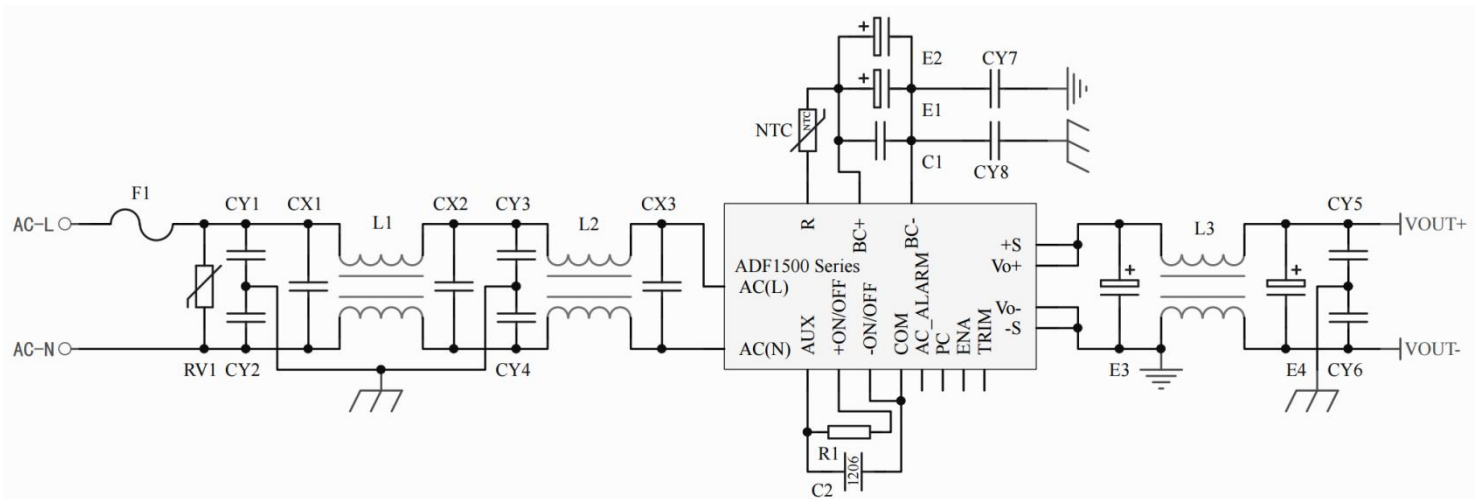 E2
CY7
E1
NTC
NTC
C1
CY8
F1
CY1
CX1
L1
CX2
CY3
L2
CX3
AC-L
R
BC+
BC-
CY5
L3
VOUT+
+S
ADF1500 Series
Vo+
AC(L)
AUX
+ON/OFF
-ON/OFF
COM
AC_ALARM
PC
ENA
TRIM
Vo-
-S
AC(N)
AC-N
VOUT-
RV1
CY2
CY4
E3
E4
CY6
R1
C2
1206